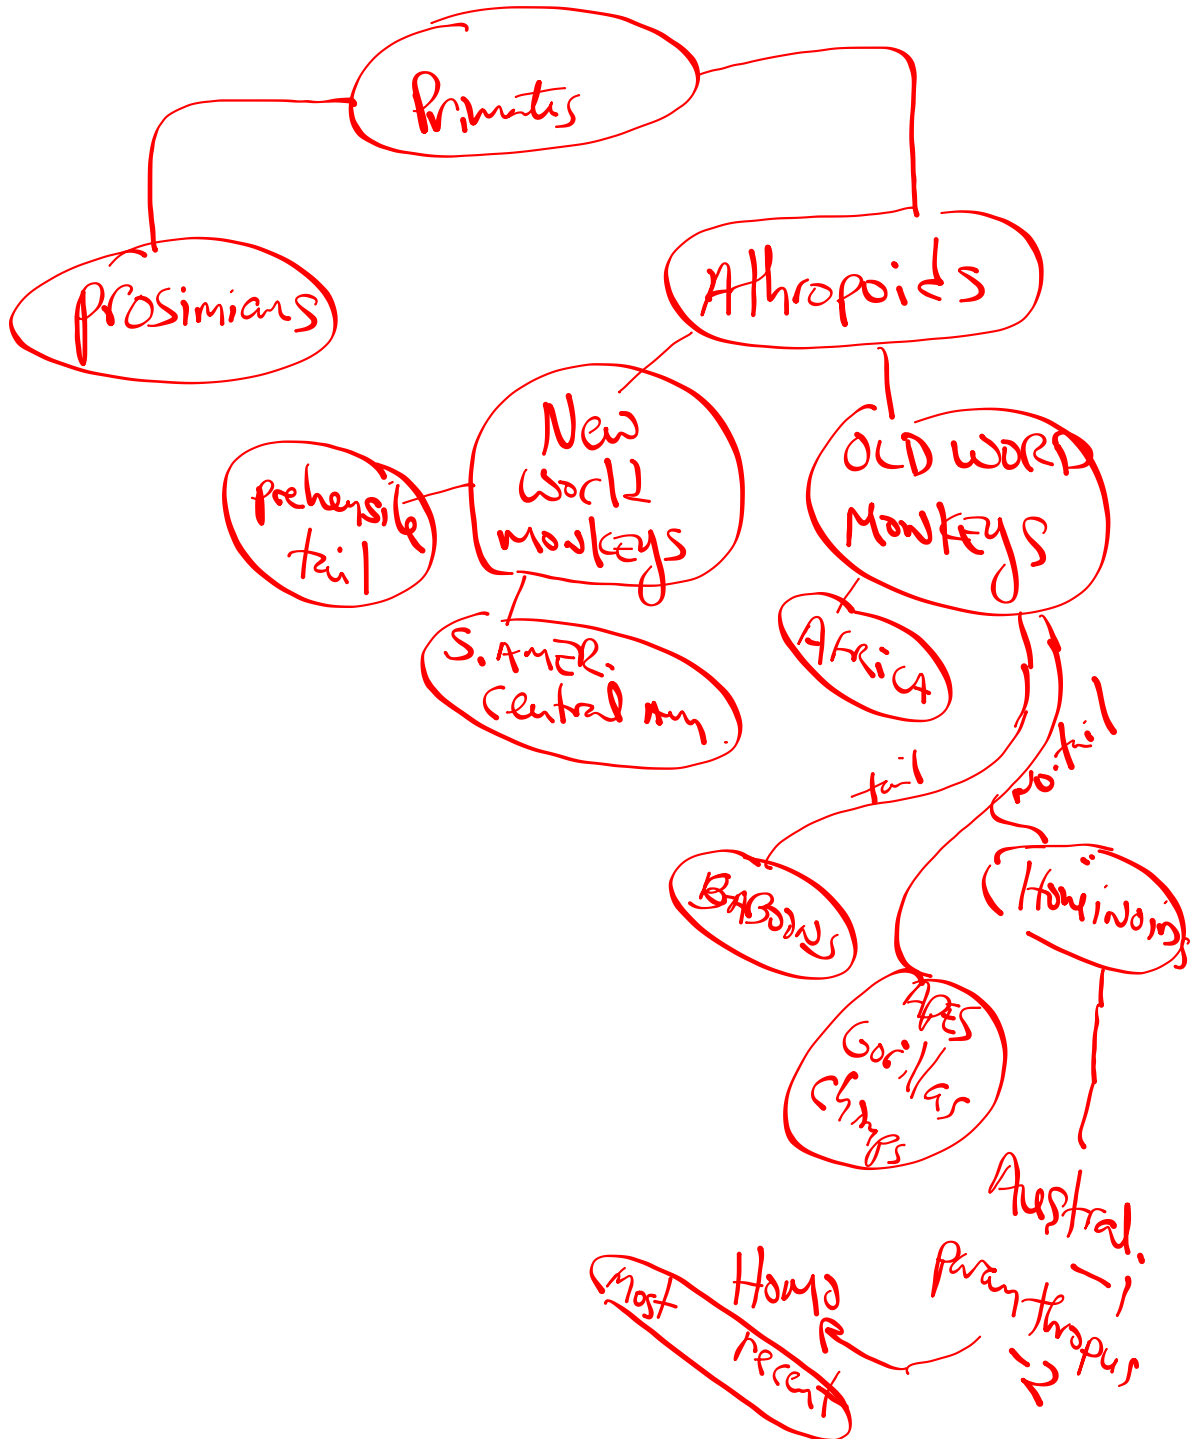 Primates
prosimians
Athropoids
New
World
monkeys
OLD WORD
MONKEYS
prehensile
tail
S. AMER.
Central Am
AFRICA
tail
No tail
BABOONS
Hominoids
APES
Gorillas
Chimps
Austral.
-1
paranthropus
-2
Homo
Most
recent